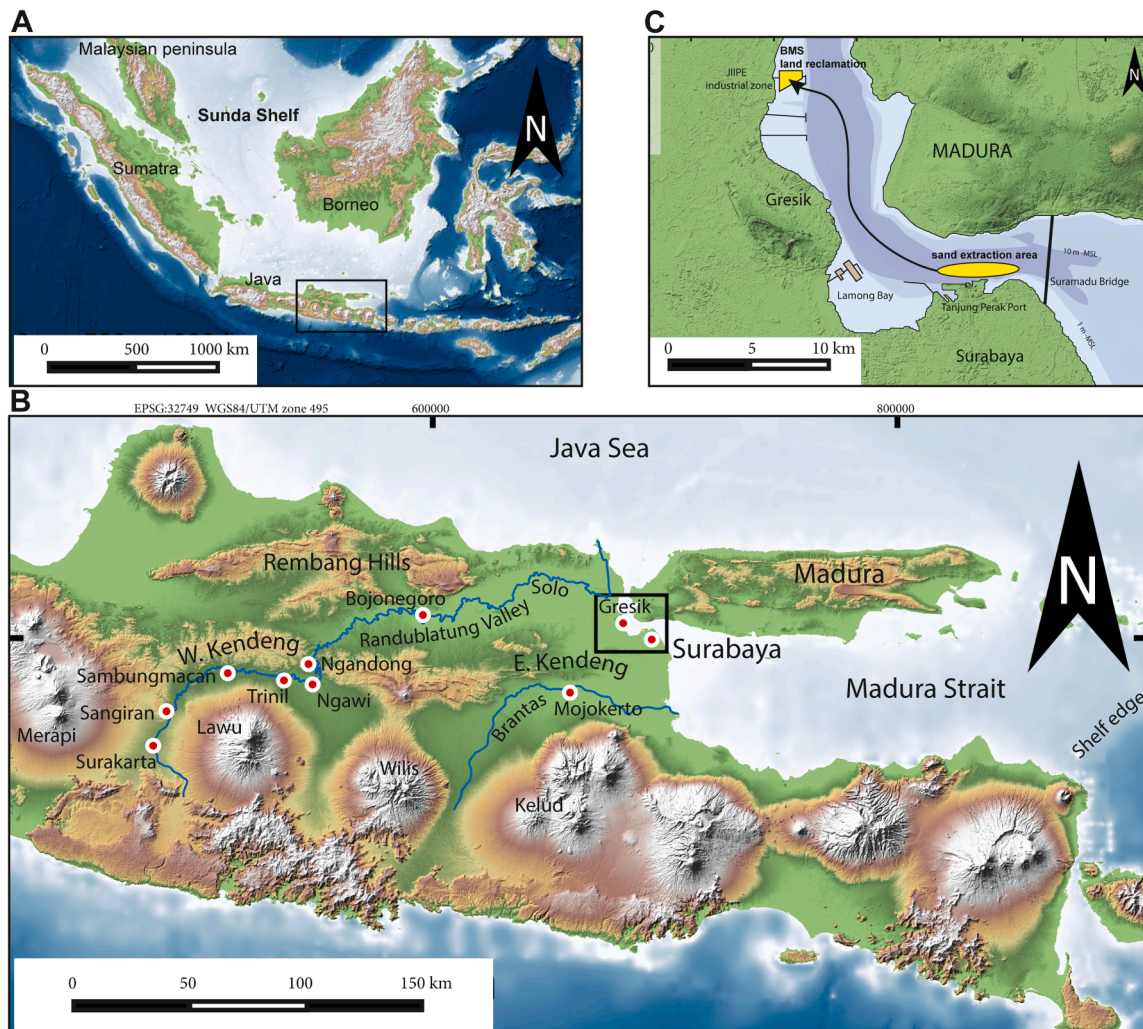 A
Malaysian peninsula
Sunda Shelf
N
Sumatra
Borneo
Java
0 500 1000 km
C
BMS
land reclamation
JIIPE
industrial zone
N
MADURA
Gresik
sand extraction area
10 m -MSL
Suramadu Bridge
Lamong Bay
Tanjung Perak Port
1 m -MSL
Surabaya
0 5 10 km
B
EPSG:32749 WGS84/UTM zone 495
600000
800000
Java Sea
N
Rembang Hills
Madura
Solo
Bojonegoro
Randublatung Valley
Gresik
Surabaya
W. Kendeng
Ngandong
E. Kendeng
Sambungmacan
Trinil
Ngawi
Madura Strait
Brantas
Mojokerto
Sangiran
Lawu
Merapi
Surakarta
Wilis
Kelud
Shelf edge
0 50 100 150 km